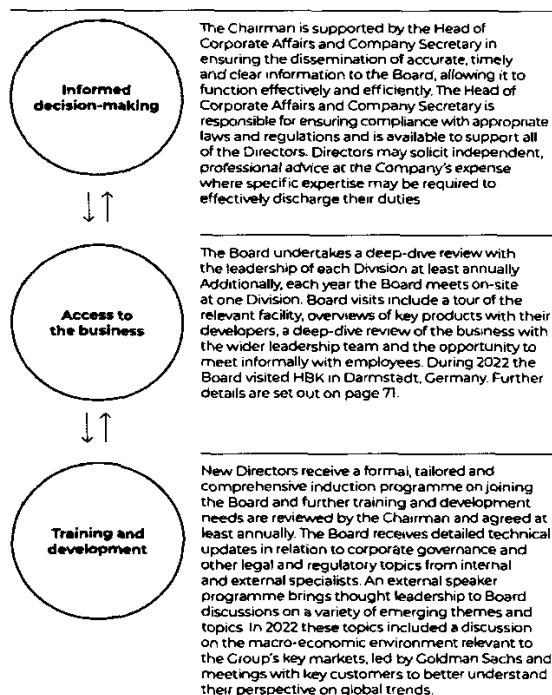 Informed
decision-making
The Chairman is supported by the Head of
Corporate Affairs and Company Secretary in
ensuring the dissemination of accurate, timely
and clear information to the Board, allowing it to
function effectively and efficiently. The Head of
Corporate Affairs and Company Secretary is
responsible for ensuring compliance with appropriate
laws and regulations and is available to support all
of the Directors. Directors may solicit independent,
professional advice at the Company's expense
where specific expertise may be required to
effectively discharge their duties
Access to
the business
The Board undertakes a deep-dive review with
the leadership of each Division at least annually
Additionally, each year the Board meets on-site
at one Division. Board visits include a tour of the
relevant facility, overviews of key products with their
developers, a deep-dive review of the business with
the wider leadership team and the opportunity to
meet informally with employees. During 2022 the
Board visited HBK in Darmstadt, Germany. Further
details are set out on page 71.
Training and
development
New Directors receive a formal, tailored and
comprehensive induction programme on joining
the Board and further training and development
needs are reviewed by the Chairman and agreed at
least annually. The Board receives detailed technical
updates in relation to corporate governance and
other legal and regulatory topics from internal
and external specialists. An external speaker
programme brings thought leadership to Board
discussions on a variety of emerging themes and
topics. In 2022 these topics included a discussion
on the macro-economic environment relevant to
the Group's key markets, led by Goldman Sachs and
meetings with key customers to better understand
their perspective on global trends.